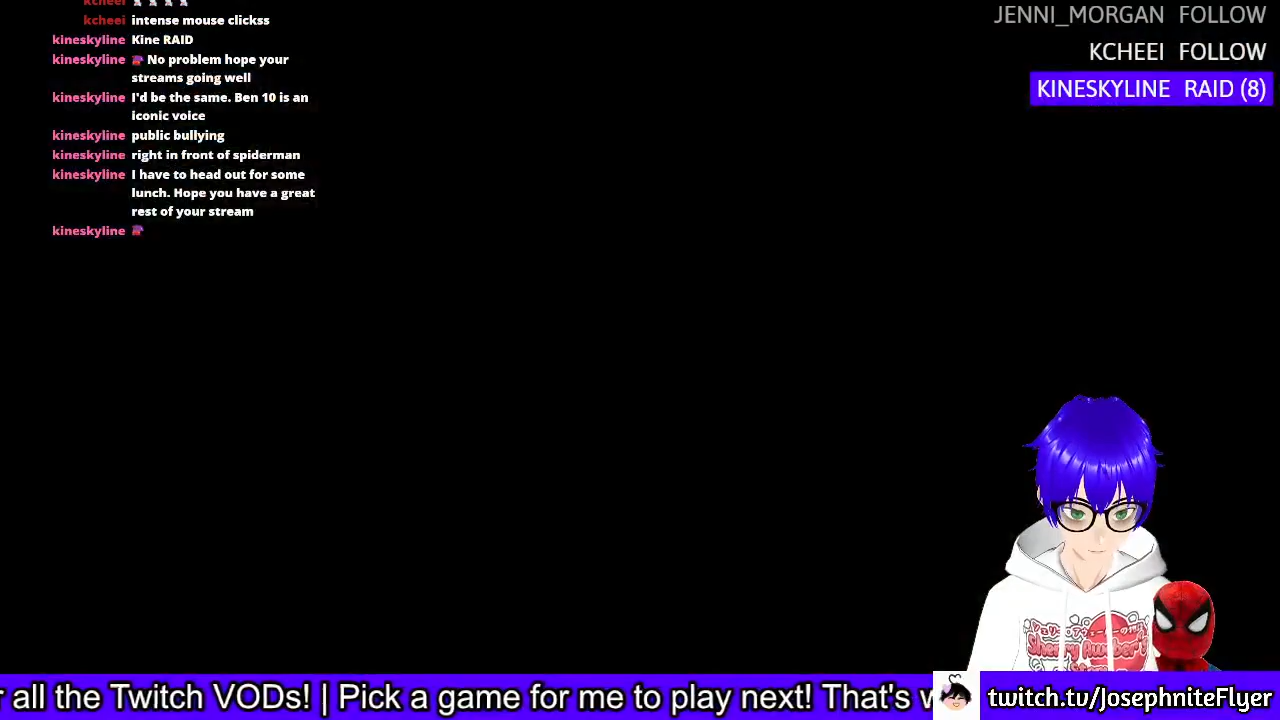 kcheei
kcheei intense mouse clickss
kineskyline Kine RAID
kineskyline No problem hope your
streams going well
kineskyline I'd be the same. Ben 10 is an
iconic voice
kineskyline public bullying
kineskyline right in front of spiderman
kineskyline I have to head out for some
lunch. Hope you have a great
rest of your stream
kineskyline
JENNI_MORGAN FOLLOW
KCHEEI FOLLOW
KINESKYLINE RAID (8)
Sherry
all the Twitch VODs! | Pick a game for me to play next! That's
twitch.tv/JosephniteFlyer